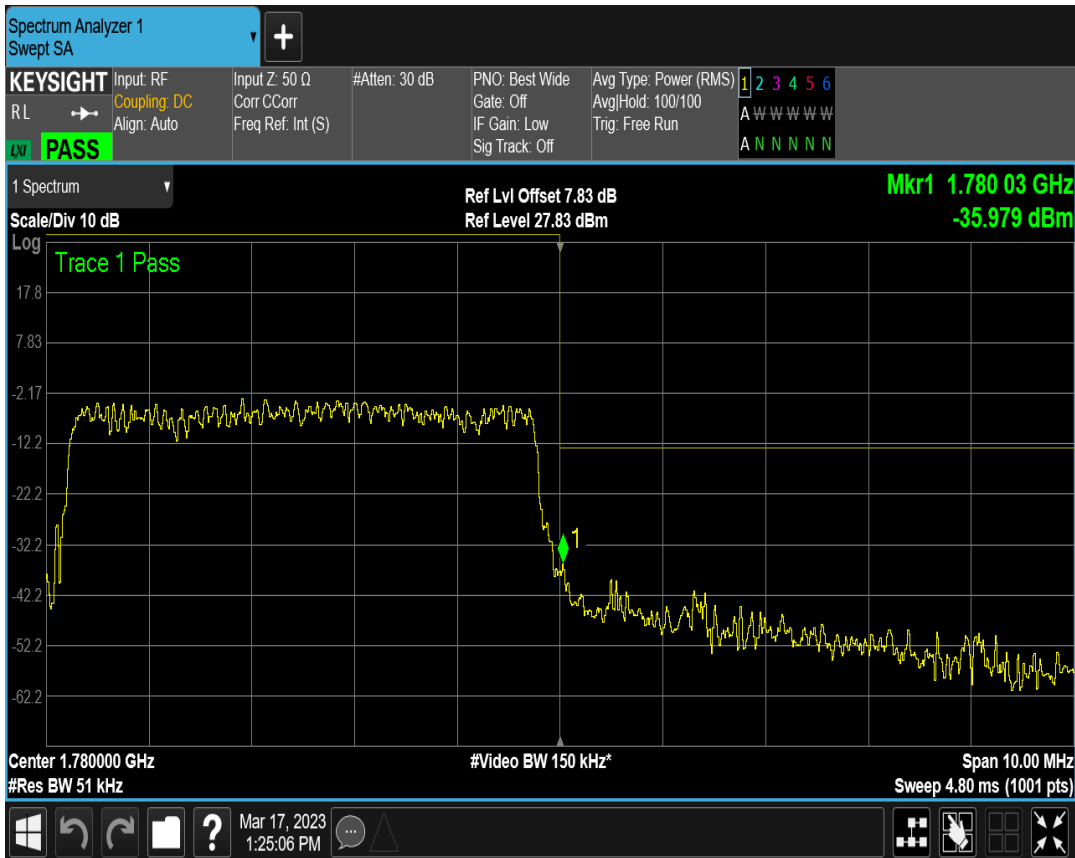 Spectrum Analyzer 1
Swept SA
+
KEYSIGHT
RL
LXI
PASS
Input: RF
Coupling: DC
Align: Auto
Input Z: 50 Ω
Corr CCorr
Freq Ref: Int (S)
#Atten: 30 dB
PNO: Best Wide
Gate: Off
IF Gain: Low
Sig Track: Off
Avg Type: Power (RMS)
Avg|Hold: 100/100
Trig: Free Run
1 2 3 4 5 6
A W W W W W
A N N N N N
1 Spectrum
Scale/Div 10 dB
Ref Lvl Offset 7.83 dB
Ref Level 27.83 dBm
Mkr1 1.780 03 GHz
-35.979 dBm
Log
Trace 1 Pass
17.8
7.83
-2.17
-12.2
-22.2
-32.2
-42.2
-52.2
-62.2
1
Center 1.780000 GHz
#Res BW 51 kHz
#Video BW 150 kHz*
Span 10.00 MHz
Sweep 4.80 ms (1001 pts)
?
Mar 17, 2023
1:25:06 PM